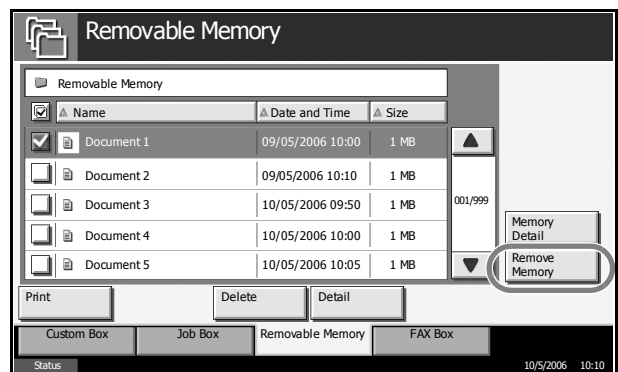 Removable Memory
Removable Memory
Name Date and Time Size
Document 1 09/05/2006 10:00 1 MB
Document 2 09/05/2006 10:10 1 MB
Document 3 10/05/2006 09:50 1 MB
Document 4 10/05/2006 10:00 1 MB
Document 5 10/05/2006 10:05 1 MB
001/999
Memory
Detail
Remove
Memory
Print Delete Detail
Custom Box Job Box Removable Memory FAX Box
Status 10/5/2006 10:10